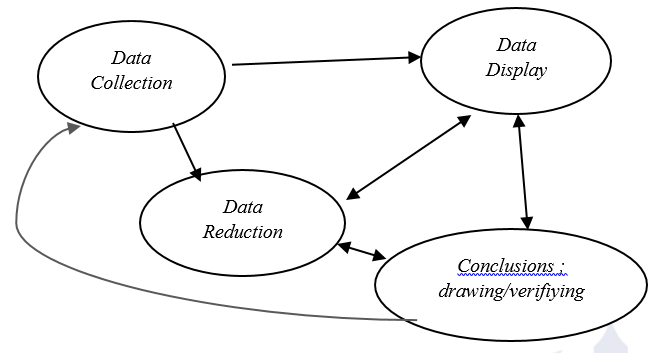 Data
Collection
Data
Display
Data
Reduction
Conclusions ;
drawing/verifiying